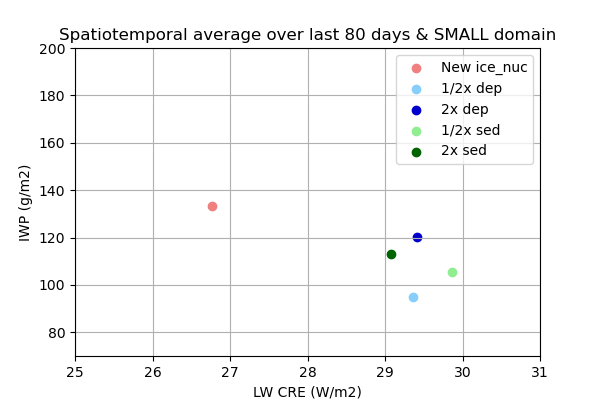 Spatiotemporal average over last 80 days & SMALL domain
200
180
160
140
120
100
80
IWP (g/m2)
New ice_nuc
1/2x dep
2x dep
1/2x sed
2x sed
25 26 27 28 29 30 31
LW CRE (W/m2)